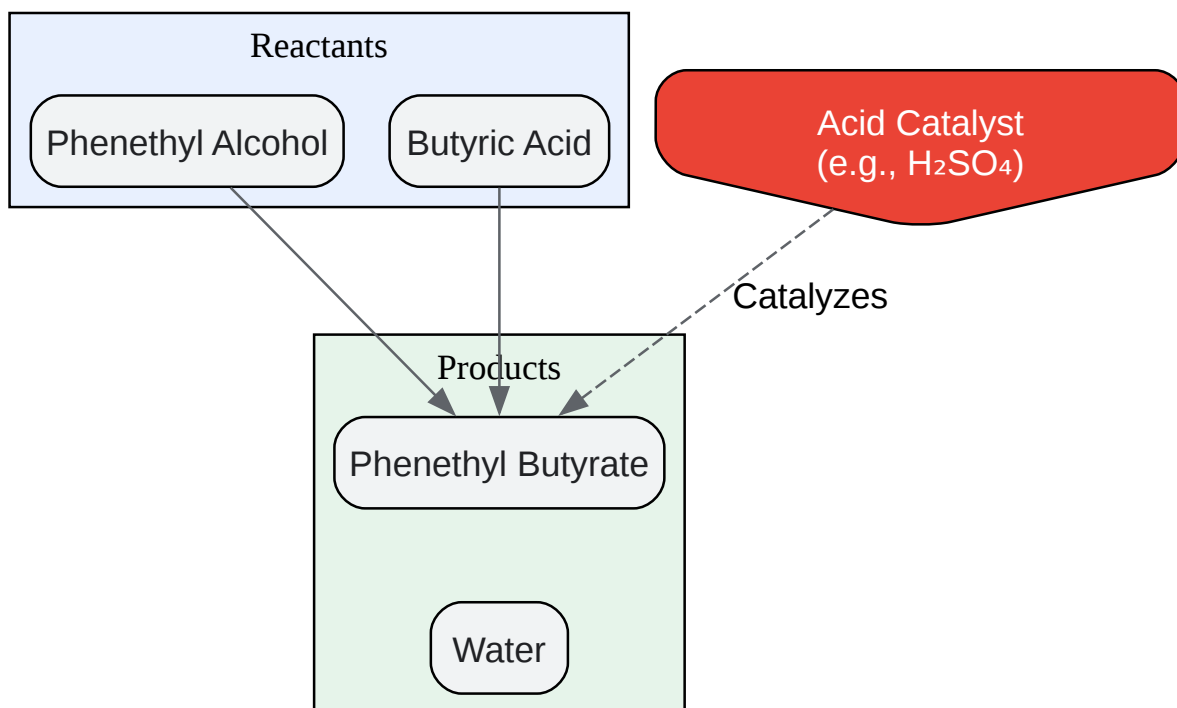 Reactants
Phenethyl Alcohol
Butyric Acid
Acid Catalyst
(e.g., H₂SO₄)
Catalyzes
Products
Phenethyl Butyrate
Water